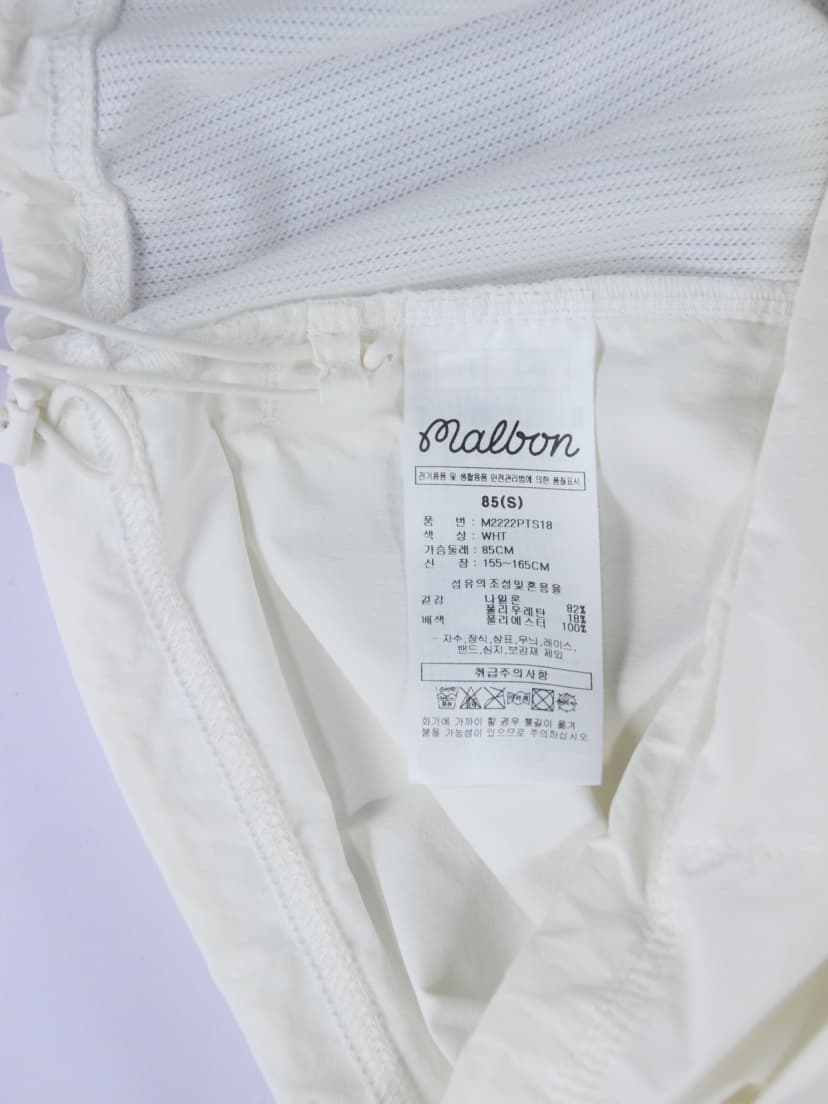 malbon
전기용품 및 생활용품 안전관리법에 의한 품질표시
85(S)
품 번 : M2222PTS18
색 상 : WHT
가슴둘레 : 85CM
신 장 : 155~165CM
섬유의조성및혼용율
겉감 나일론 82%
폴리우레탄 18%
배색 폴리에스터 100%
- 자수,장식,상표,무늬,레이스,
밴드,심지,보강재 제외
취급주의사항
화기에 가까이 할 경우 불길이 옮겨
붙을 가능성이 있으므로 주의하십시오